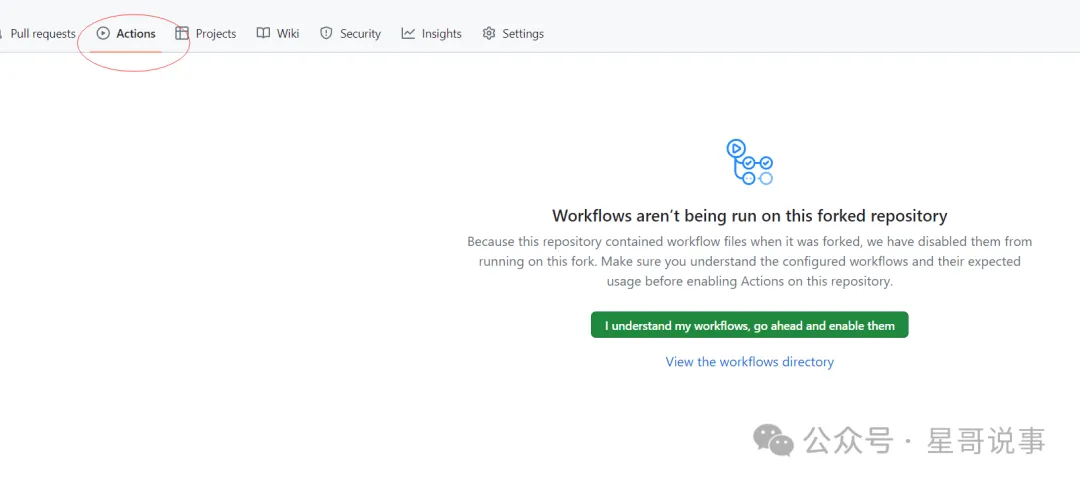 Pull requests Actions Projects Wiki Security Insights Settings
Workflows aren't being run on this forked repository
Because this repository contained workflow files when it was forked, we have disabled them from
running on this fork. Make sure you understand the configured workflows and their expected
usage before enabling Actions on this repository.
I understand my workflows, go ahead and enable them
View the workflows directory
公众号 · 星哥说事